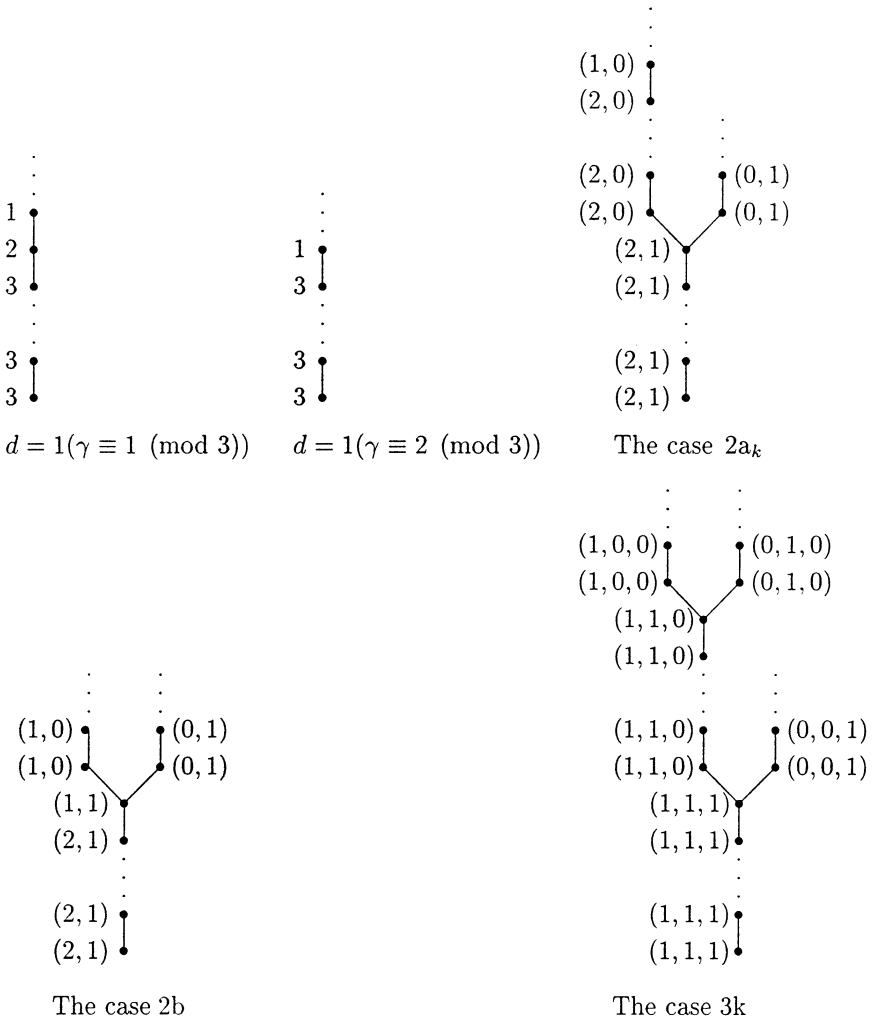 1
2
3
3
3
d = 1(γ ≡ 1 (mod 3))
1
3
3
3
d = 1(γ ≡ 2 (mod 3))
(1, 0)
(2, 0)
(2, 0) (0, 1)
(2, 0) (0, 1)
(2, 1)
(2, 1)
(2, 1)
(2, 1)
The case 2aₖ
(1, 0) (0, 1)
(1, 0) (0, 1)
(1, 1)
(2, 1)
(2, 1)
(2, 1)
The case 2b
(1, 0, 0) (0, 1, 0)
(1, 0, 0) (0, 1, 0)
(1, 1, 0)
(1, 1, 0)
(1, 1, 0) (0, 0, 1)
(1, 1, 0) (0, 0, 1)
(1, 1, 1)
(1, 1, 1)
(1, 1, 1)
(1, 1, 1)
The case 3k